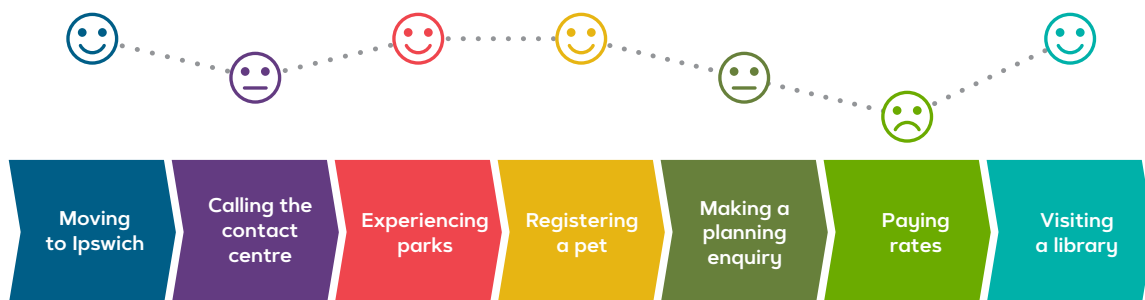 Moving
to Ipswich
Calling the
contact
centre
Experiencing
parks
Registering
a pet
Making a
planning
enquiry
Paying
rates
Visiting
a library